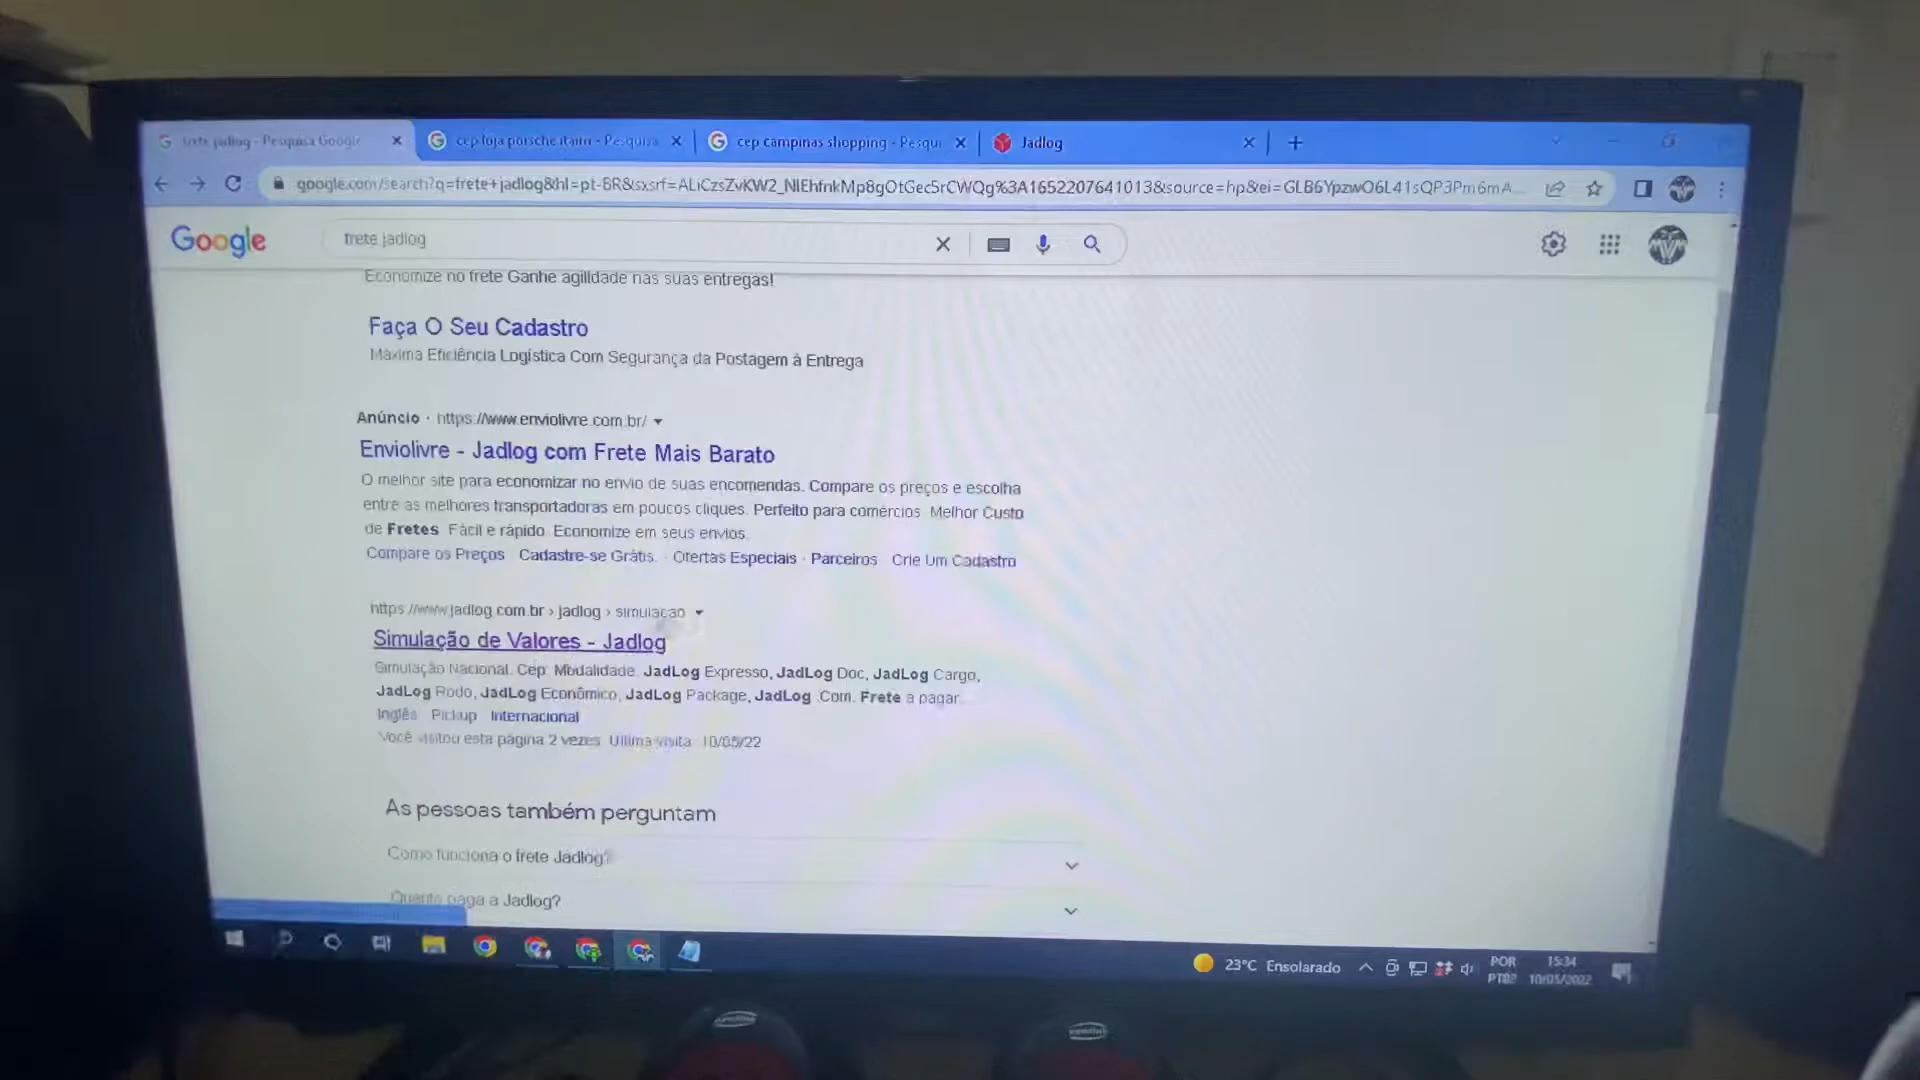 frete jadlog - Pesquisa Google
cep loja porsche itaim - Pesquisa
cep campinas shopping - Pesqui
Jadlog
google.com/search?q=frete+jadlog&hl=pt-BR&sxsrf=ALiCzsZvKW2_NlEhfnkMp8gOtGec5rCWQg%3A1652207641013&source=hp&ei=GLB6YpzwO6L41sQP3Pm6mA...
Google
frete jadlog
Economize no frete Ganhe agilidade nas suas entregas!
Faça O Seu Cadastro
Máxima Eficiência Logística Com Segurança da Postagem à Entrega
Anúncio · https://www.enviolivre.com.br/
Enviolivre - Jadlog com Frete Mais Barato
O melhor site para economizar no envio de suas encomendas. Compare os preços e escolha
entre as melhores transportadoras em poucos cliques. Perfeito para comércios. Melhor Custo
de Fretes. Fácil e rápido. Economize em seus envios.
Compare os Preços · Cadastre-se Grátis. · Ofertas Especiais · Parceiros · Crie Um Cadastro
https://www.jadlog.com.br › jadlog › simulacao
Simulação de Valores - Jadlog
Simulação Nacional. Cep: Modalidade. JadLog Expresso, JadLog Doc, JadLog Cargo,
JadLog Rodo, JadLog Econômico, JadLog Package, JadLog .Com. Frete a pagar.
Inglês · Pickup · Internacional
Você visitou esta página 2 vezes. Última visita: 10/05/22
As pessoas também perguntam
Como funciona o frete Jadlog?
Quanto paga a Jadlog?
23°C Ensolarado
POR
PTB2
15:34
10/05/2022